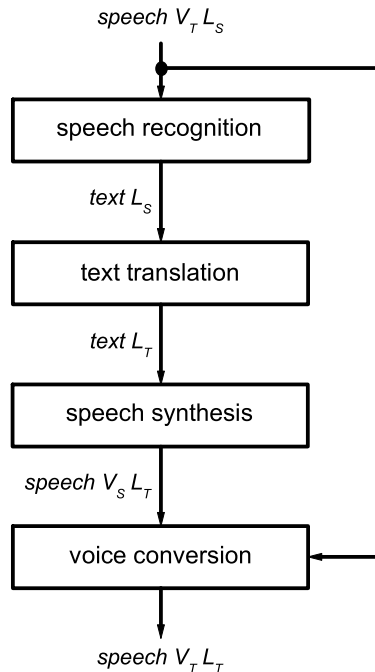 speech V_T L_S
speech recognition
text L_S
text translation
text L_T
speech synthesis
speech V_S L_T
voice conversion
speech V_T L_T